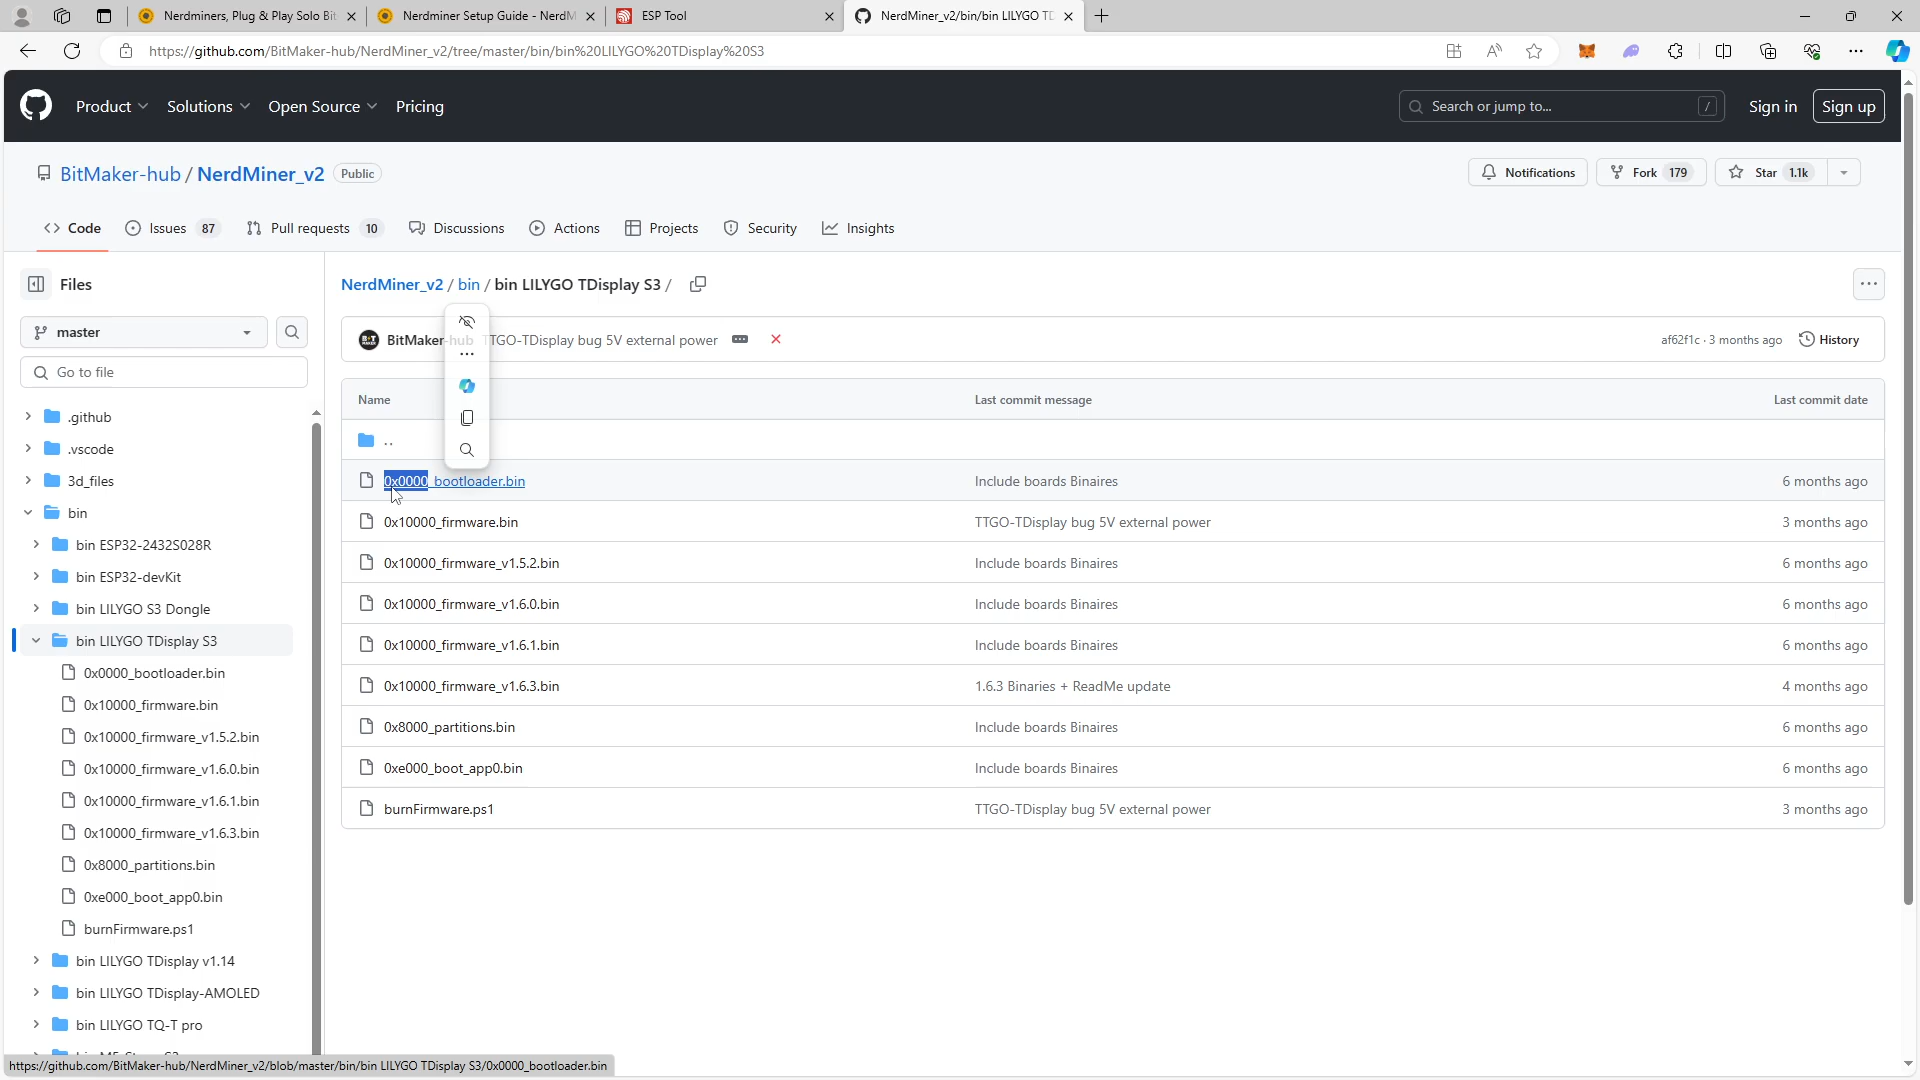 Nerdminers, Plug & Play Solo Bit
Nerdminer Setup Guide - NerdM
ESP Tool
NerdMiner_v2/bin/bin LILYGO TD
https://github.com/BitMaker-hub/NerdMiner_v2/tree/master/bin/bin%20LILYGO%20TDisplay%20S3
Product
Solutions
Open Source
Pricing
Search or jump to...
/
Sign in
Sign up
BitMaker-hub / NerdMiner_v2
Public
Notifications
Fork 179
Star 1.1k
Code
Issues 87
Pull requests 10
Discussions
Actions
Projects
Security
Insights
Files
master
Go to file
.github
.vscode
3d_files
bin
bin ESP32-2432S028R
bin ESP32-devKit
bin LILYGO S3 Dongle
bin LILYGO TDisplay S3
0x0000_bootloader.bin
0x10000_firmware.bin
0x10000_firmware_v1.5.2.bin
0x10000_firmware_v1.6.0.bin
0x10000_firmware_v1.6.1.bin
0x10000_firmware_v1.6.3.bin
0x8000_partitions.bin
0xe000_boot_app0.bin
burnFirmware.ps1
bin LILYGO TDisplay v1.14
bin LILYGO TDisplay-AMOLED
bin LILYGO TQ-T pro
NerdMiner_v2 / bin / bin LILYGO TDisplay S3 /
BitMaker-hub TTGO-TDisplay bug 5V external power
af62f1c · 3 months ago
History
Name Last commit message Last commit date
..
0x0000_bootloader.bin Include boards Binaires 6 months ago
0x10000_firmware.bin TTGO-TDisplay bug 5V external power 3 months ago
0x10000_firmware_v1.5.2.bin Include boards Binaires 6 months ago
0x10000_firmware_v1.6.0.bin Include boards Binaires 6 months ago
0x10000_firmware_v1.6.1.bin Include boards Binaires 6 months ago
0x10000_firmware_v1.6.3.bin 1.6.3 Binaries + ReadMe update 4 months ago
0x8000_partitions.bin Include boards Binaires 6 months ago
0xe000_boot_app0.bin Include boards Binaires 6 months ago
burnFirmware.ps1 TTGO-TDisplay bug 5V external power 3 months ago
https://github.com/BitMaker-hub/NerdMiner_v2/blob/master/bin/bin LILYGO TDisplay S3/0x0000_bootloader.bin